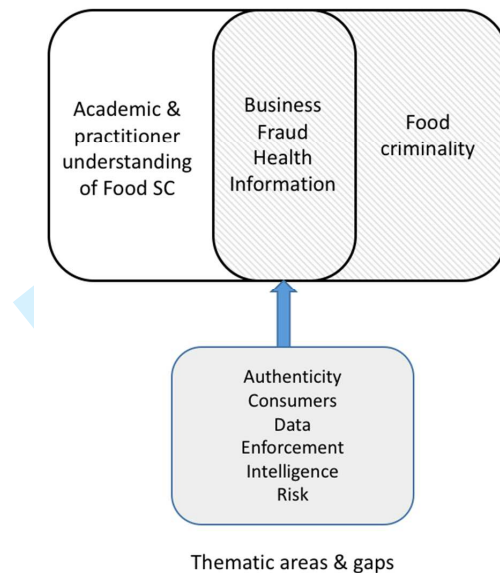 Academic &
practitioner
understanding
of Food SC
Business
Fraud
Health
Information
Food
criminality
Authenticity
Consumers
Data
Enforcement
Intelligence
Risk
Thematic areas & gaps